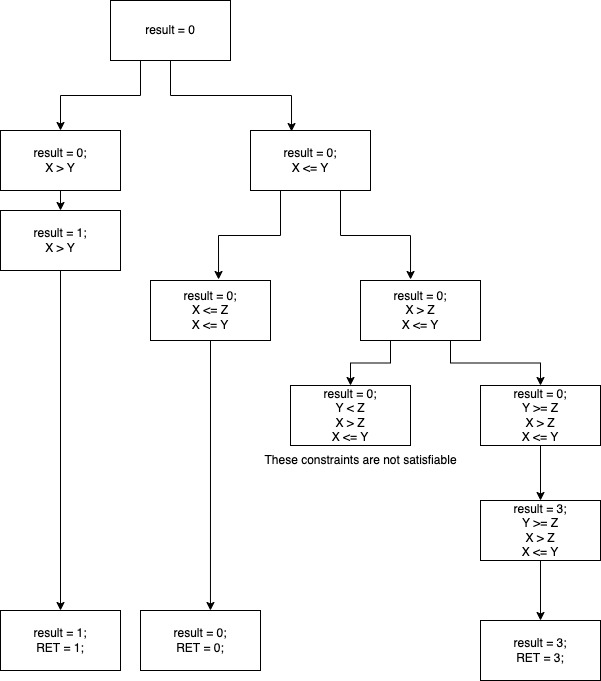 result = 0
result = 0;
X > Y
result = 0;
X <= Y
result = 1;
X > Y
result = 0;
X <= Z
X <= Y
result = 0;
X > Z
X <= Y
result = 0;
Y < Z
X > Z
X <= Y
result = 0;
Y >= Z
X > Z
X <= Y
These constraints are not satisfiable
result = 3;
Y >= Z
X > Z
X <= Y
result = 1;
RET = 1;
result = 0;
RET = 0;
result = 3;
RET = 3;